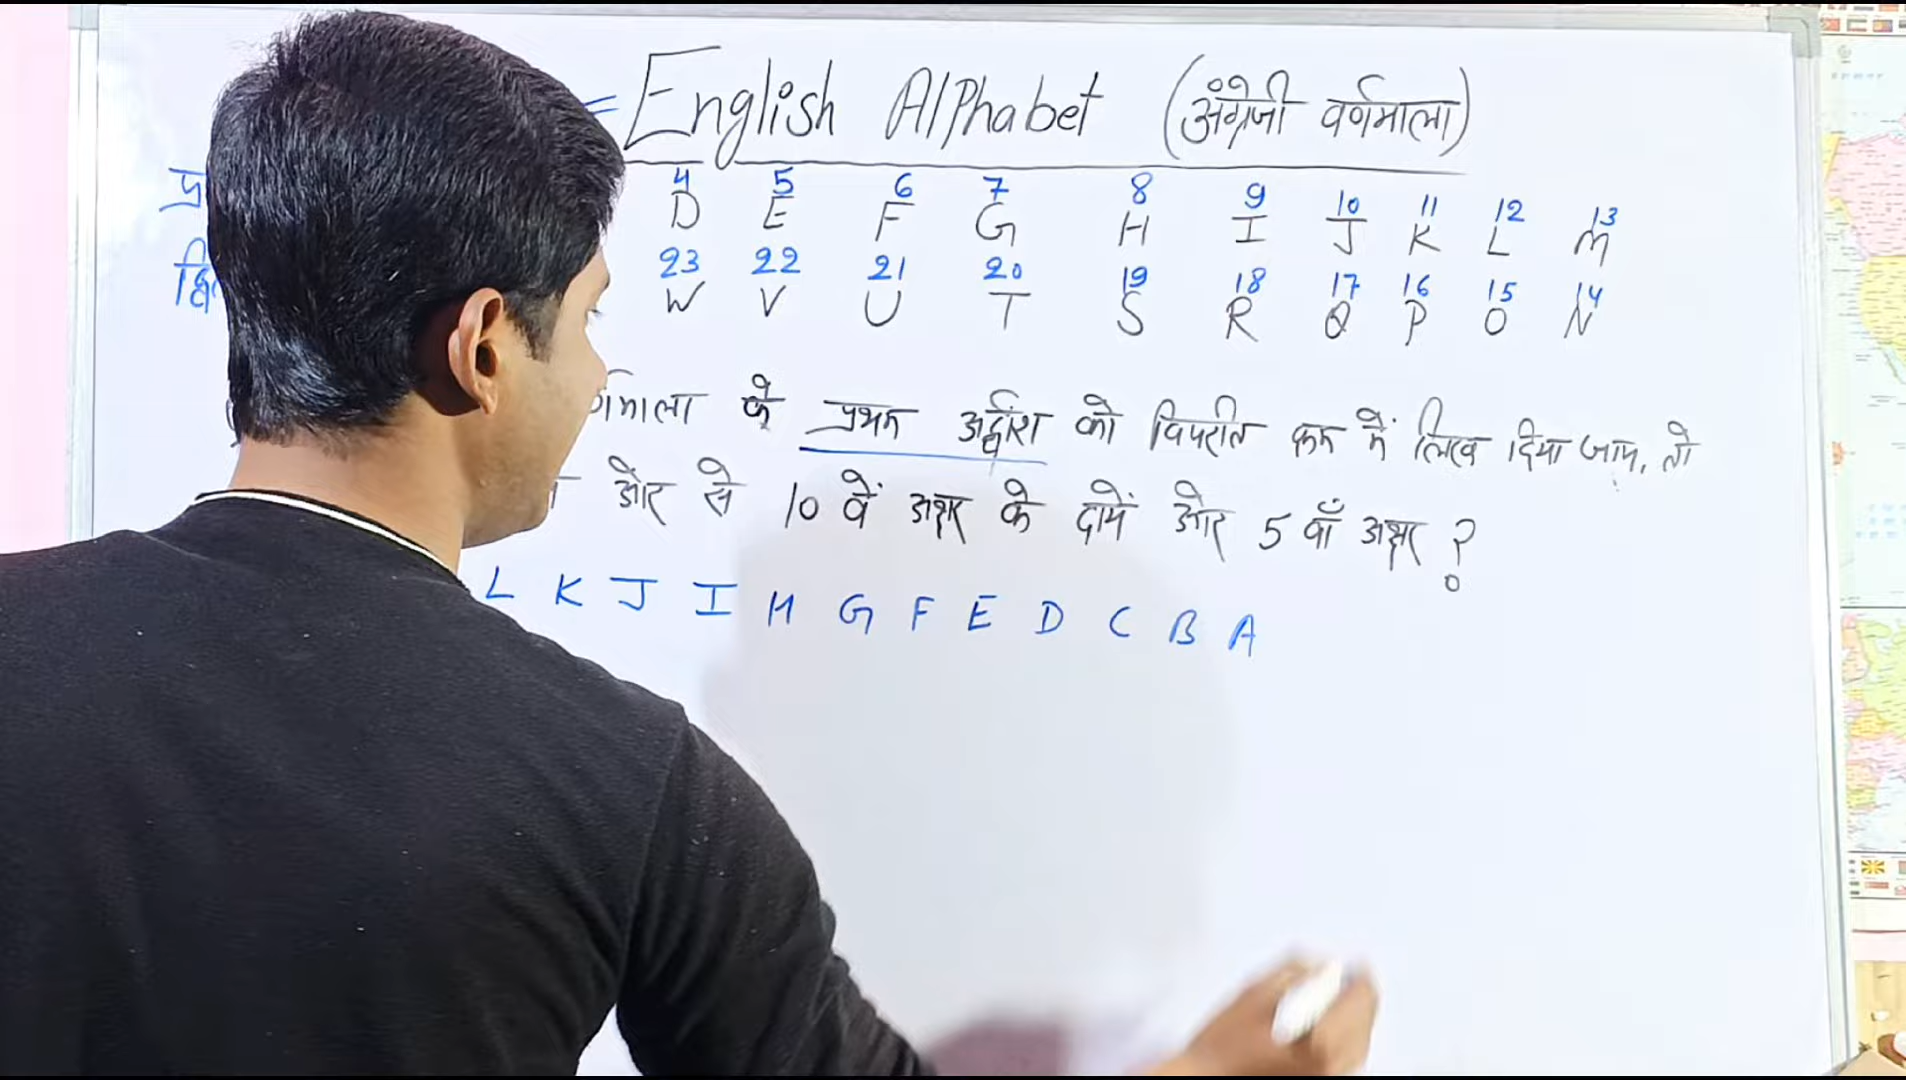 = English Alphabet (अंग्रेजी वर्णमाला)
4 5 6 7 8 9 10 11 12 13
D E F G H I J K L M
23 22 21 20 19 18 17 16 15 14
W V U T S R Q P O N
के प्रथम अर्द्धांश को विपरीत क्रम में लिख दिया जाय, तो
ओर से 10 वें अक्षर के दायें ओर 5 वाँ अक्षर ?
L K J I H G F E D C B A